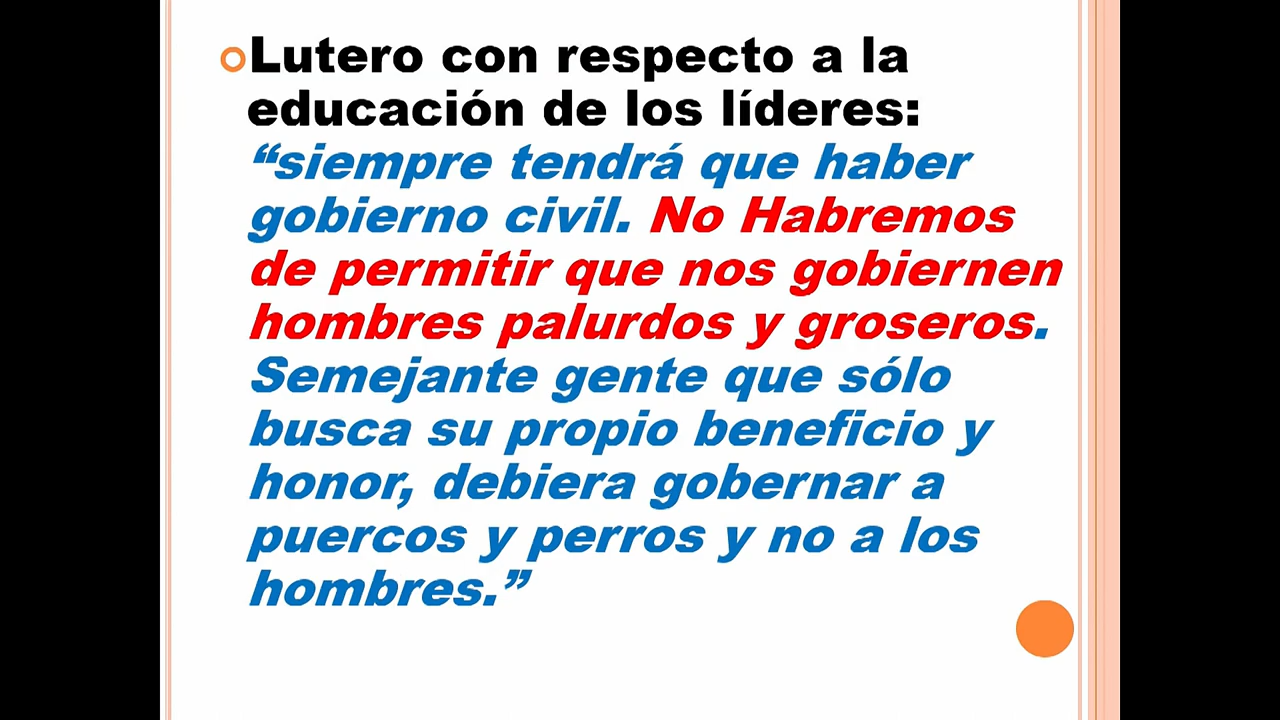 Lutero con respecto a la
educación de los líderes:
“siempre tendrá que haber
gobierno civil. No Habremos
de permitir que nos gobiernen
hombres palurdos y groseros.
Semejante gente que sólo
busca su propio beneficio y
honor, debiera gobernar a
puercos y perros y no a los
hombres.”